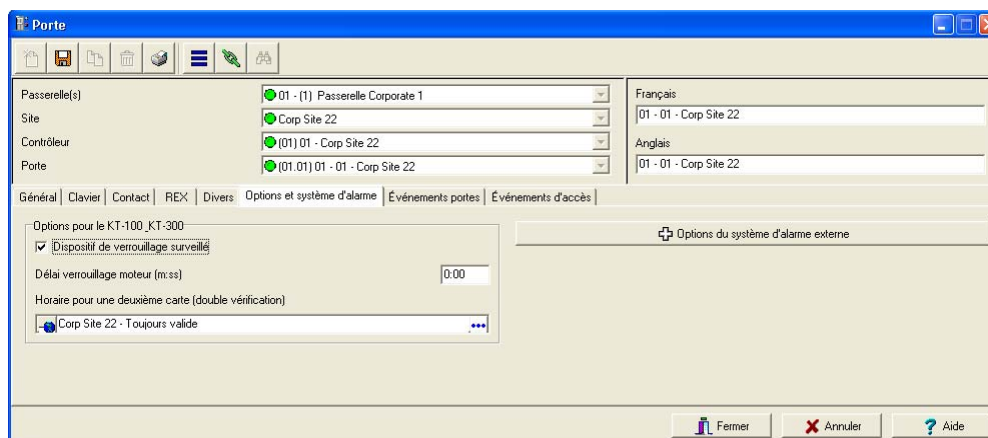 Porte
Passerelle(s)
01 - (1) Passerelle Corporate 1
Site
Corp Site 22
Contrôleur
(01) 01 - Corp Site 22
Porte
(01.01) 01 - 01 - Corp Site 22
Français
01 - 01 - Corp Site 22
Anglais
01 - 01 - Corp Site 22
Général Clavier Contact REX Divers Options et système d'alarme Événements portes Événements d'accès
Options pour le KT-100 _KT-300
Dispositif de verrouillage surveillé
Délai verrouillage moteur (m:ss) 0:00
Horaire pour une deuxième carte (double vérification)
Corp Site 22 - Toujours valide
Options du système d'alarme externe
Fermer Annuler ? Aide